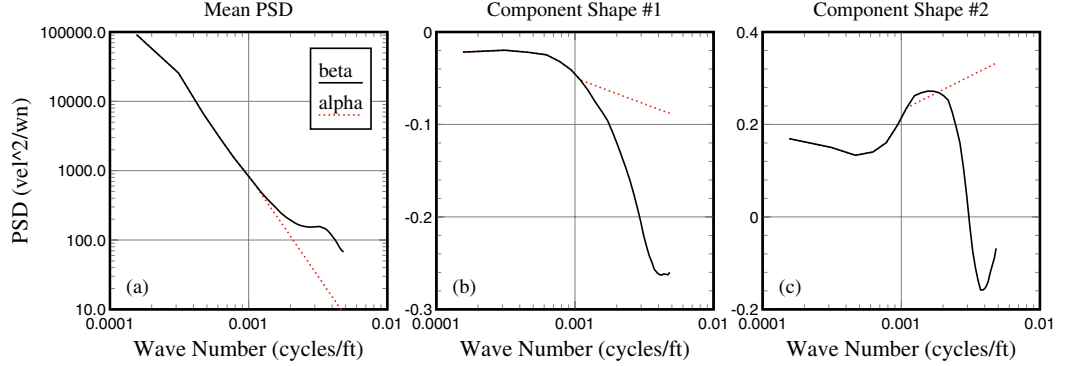 Mean PSD
Component Shape #1
Component Shape #2
100000.0
10000.0
1000.0
100.0
10.0
PSD (vel^2/wn)
beta
alpha
(a)
0.0001
0.001
0.01
Wave Number (cycles/ft)
0
-0.1
-0.2
-0.3
(b)
0.0001
0.001
0.01
Wave Number (cycles/ft)
0.4
0.2
0
-0.2
(c)
0.0001
0.001
0.01
Wave Number (cycles/ft)